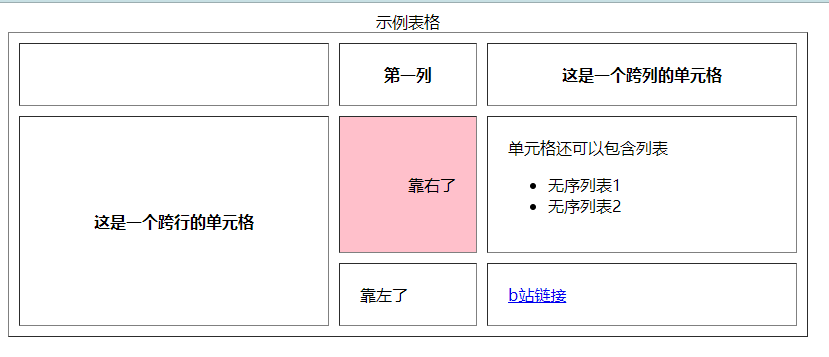 示例表格
第一列
这是一个跨列的单元格
这是一个跨行的单元格
靠右了
单元格还可以包含列表
无序列表1
无序列表2
靠左了
b站链接